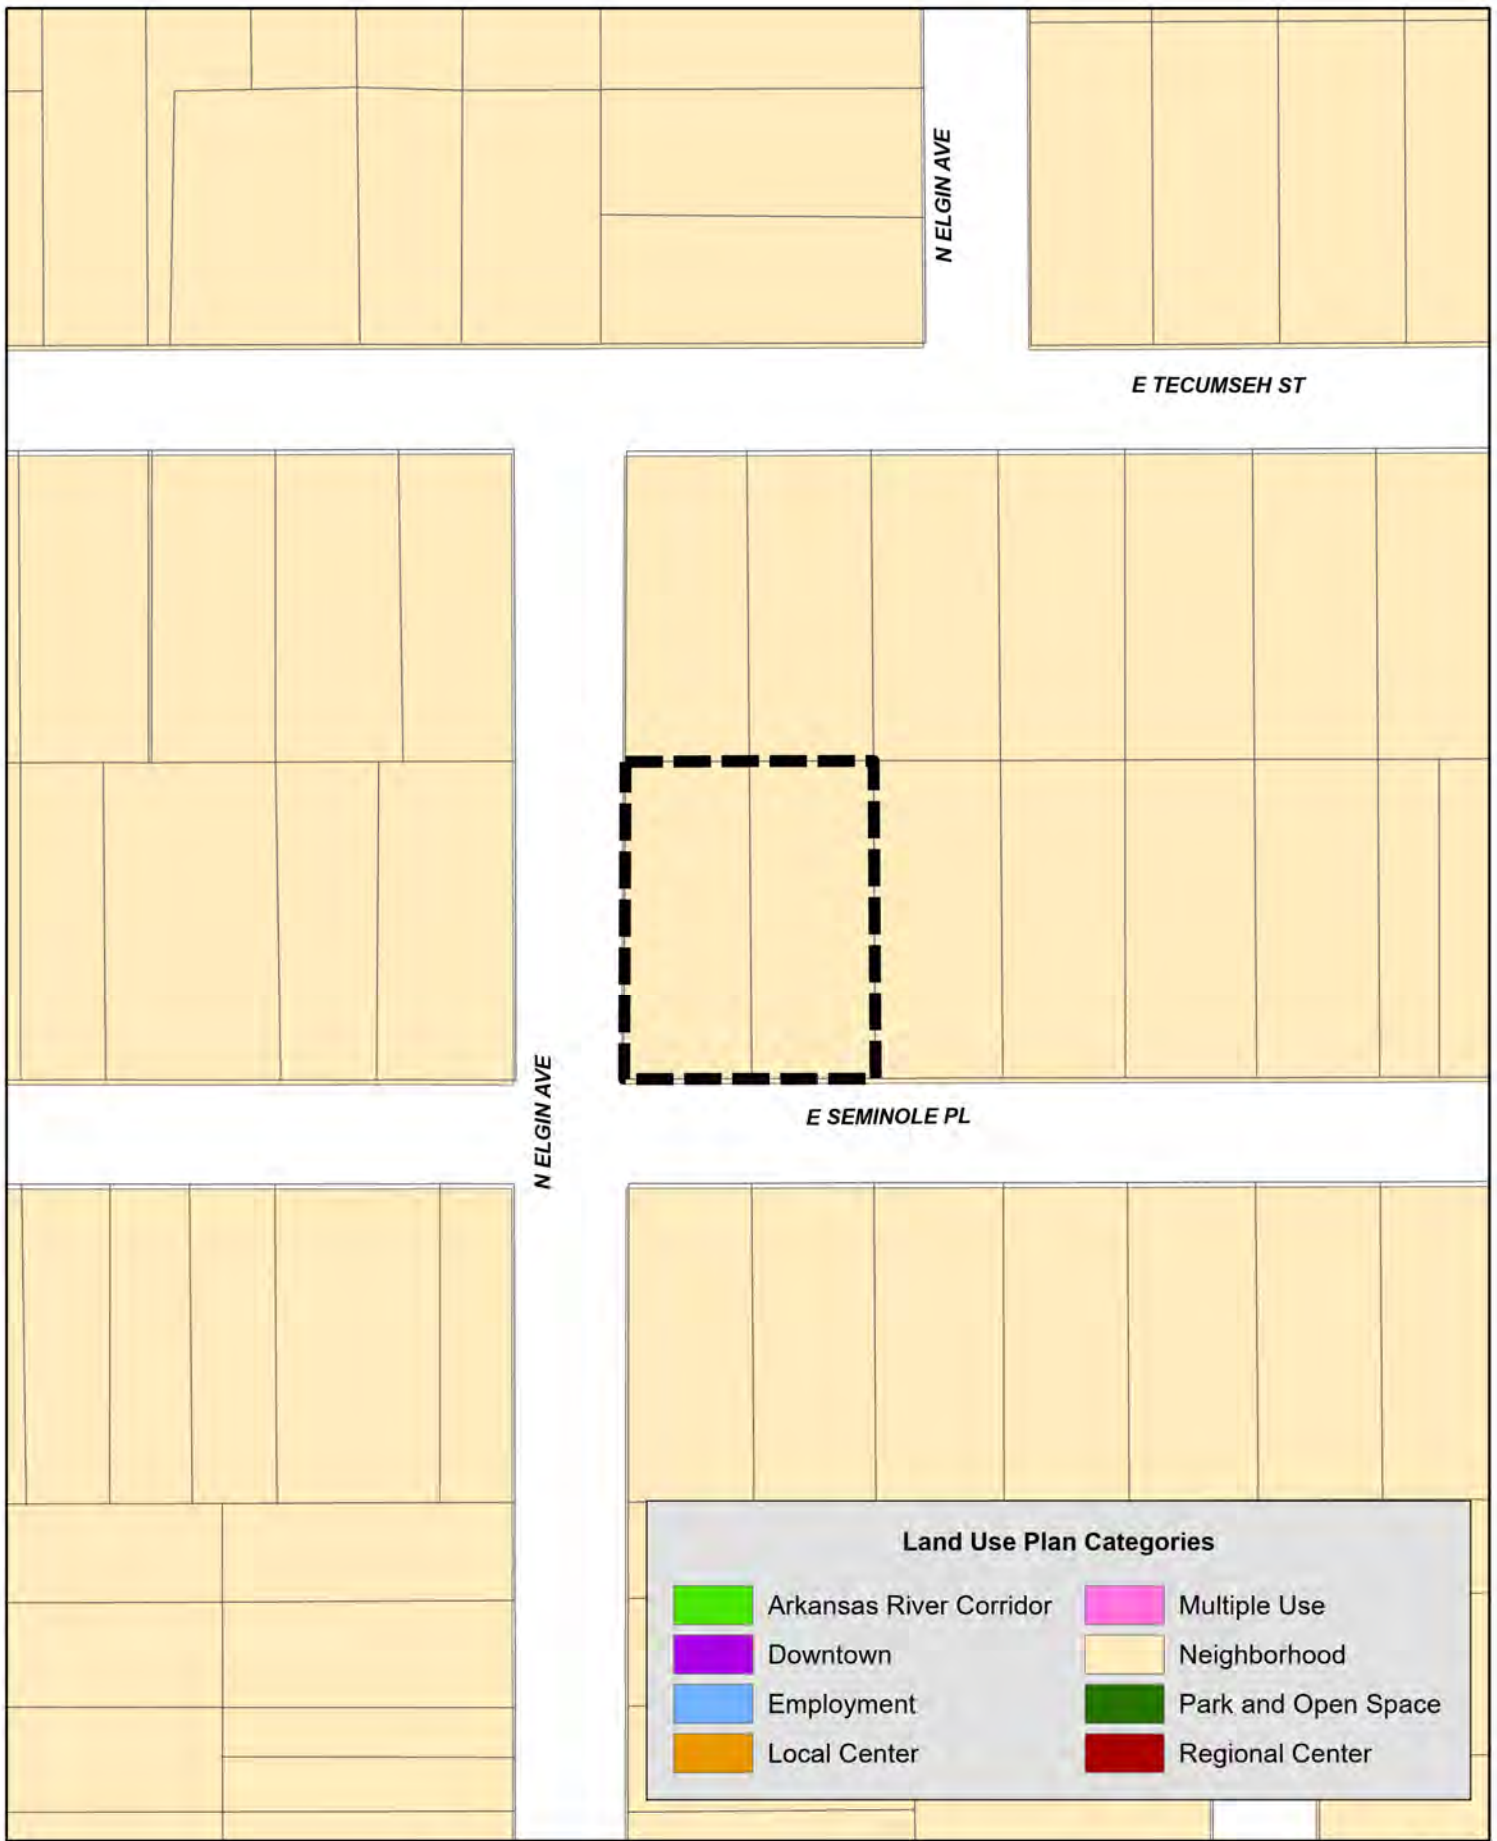 N ELGIN AVE
E TECUMSEH ST
N ELGIN AVE
E SEMINOLE PL
Land Use Plan Categories
Arkansas River Corridor
Downtown
Employment
Local Center
Multiple Use
Neighborhood
Park and Open Space
Regional Center